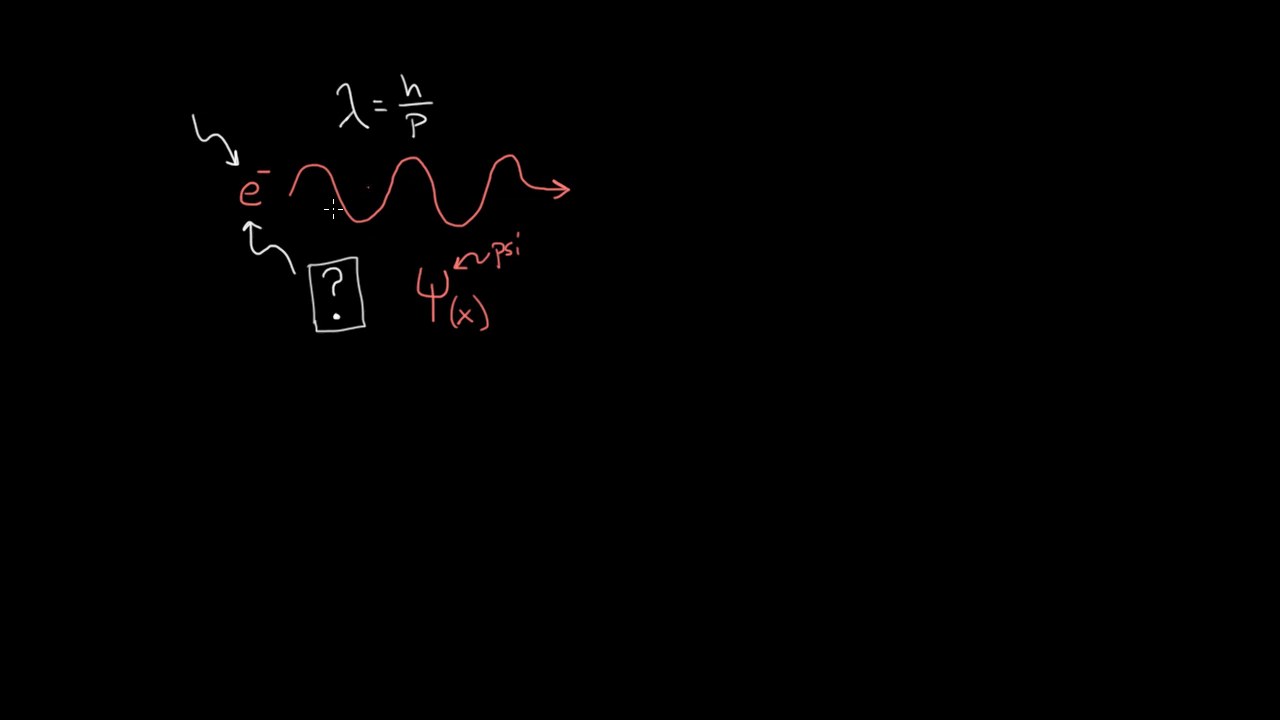 λ = h/p
e⁻
psi
?
ψ(x)